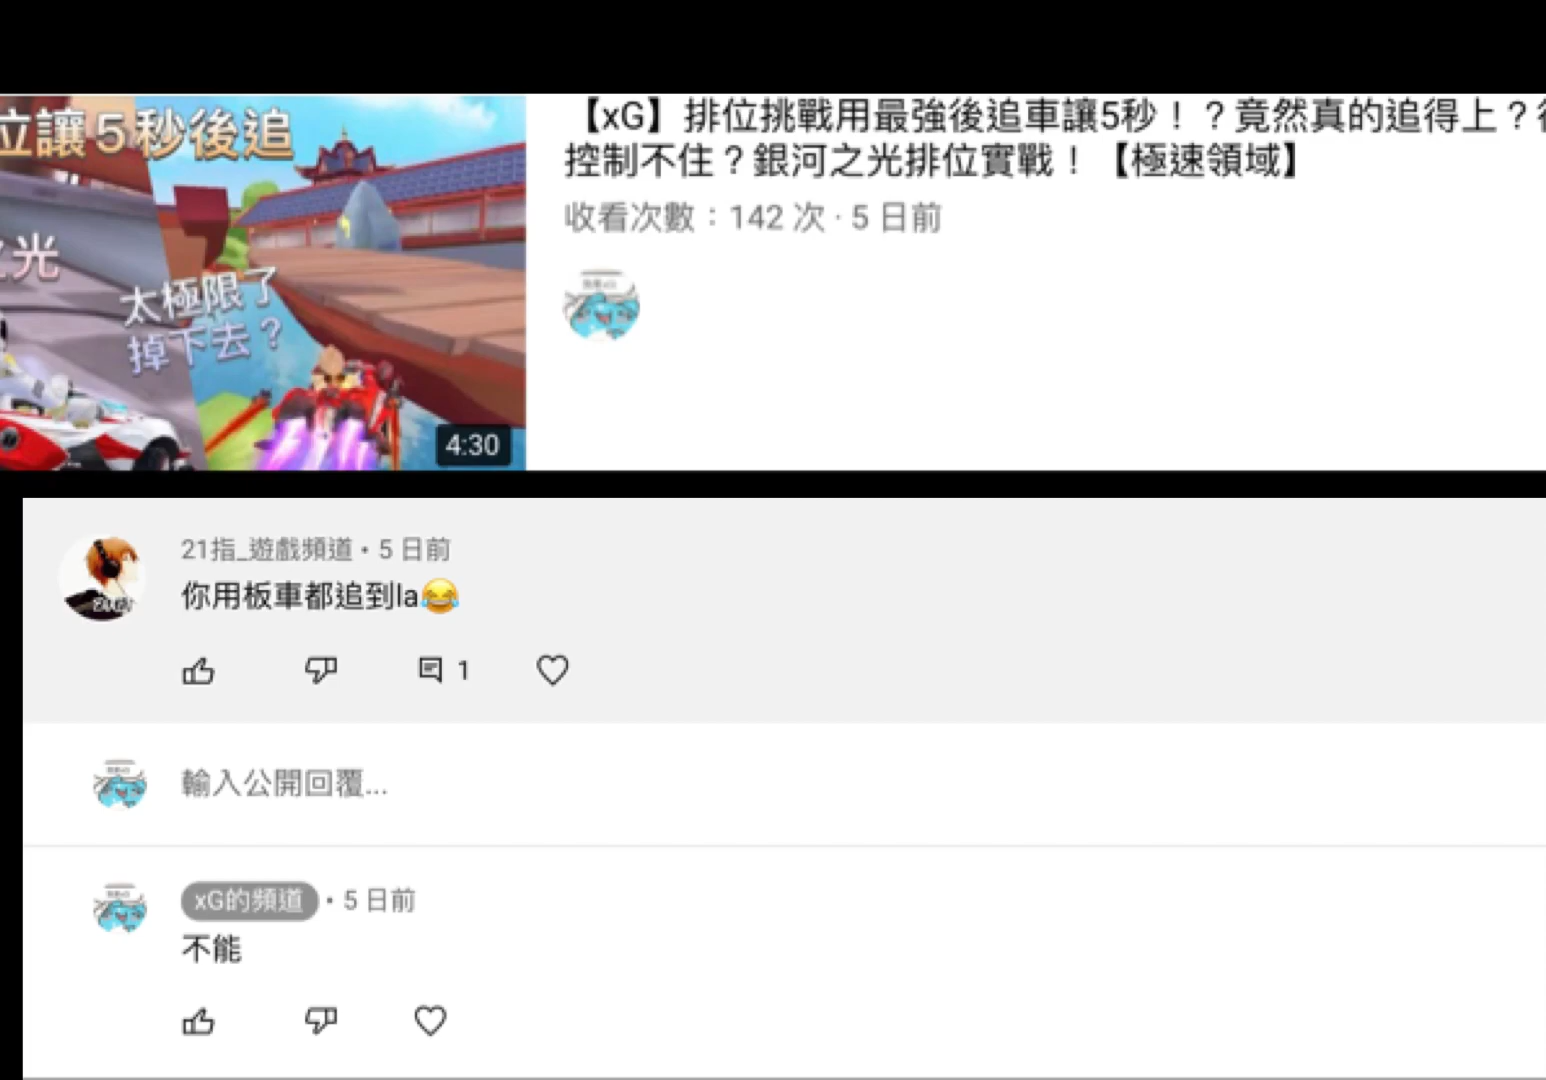 位讓5秒後追
之光
太極限了
掉下去？
4:30
【xG】排位挑戰用最強後追車讓5秒！？竟然真的追得上？
控制不住？銀河之光排位實戰！【極速領域】
收看次數：142 次 · 5 日前
21指_遊戲頻道 • 5 日前
你用板車都追到la😂
1
輸入公開回覆...
xG的頻道 • 5 日前
不能